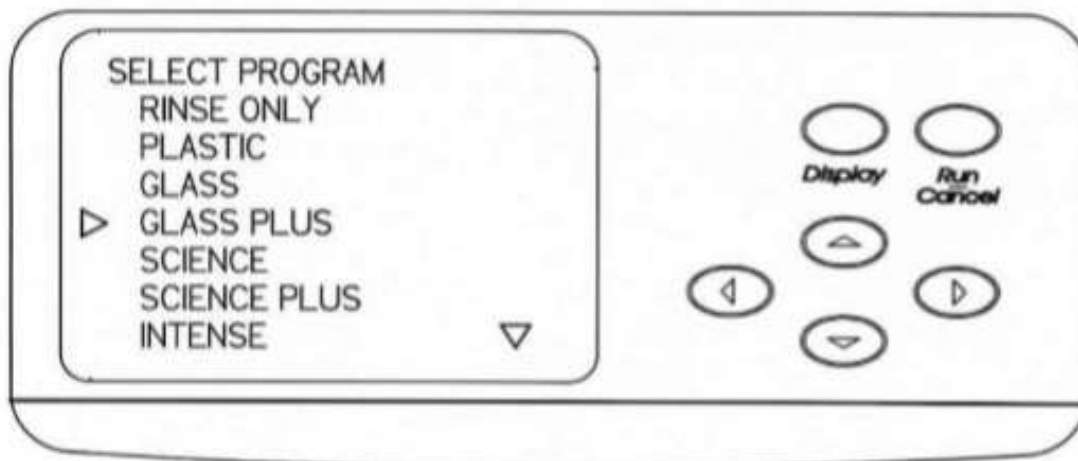 SELECT PROGRAM
RINSE ONLY
PLASTIC
GLASS
GLASS PLUS
SCIENCE
SCIENCE PLUS
INTENSE
Display
Run
Cancel